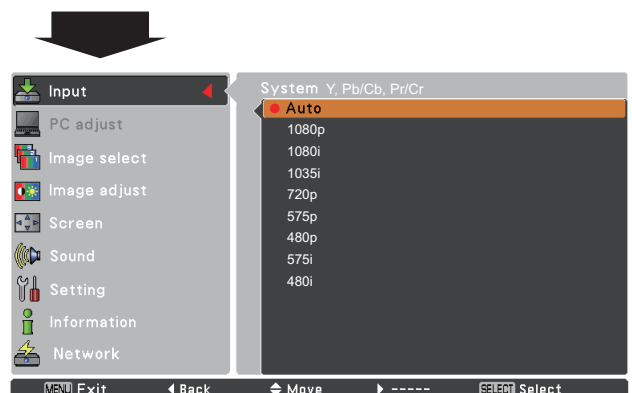 Input
PC adjust
Image select
Image adjust
Screen
Sound
Setting
Information
Network
System Y, Pb/Cb, Pr/Cr
Auto
1080p
1080i
1035i
720p
575p
480p
575i
480i
MENU Exit Back Move ----- SELECT Select